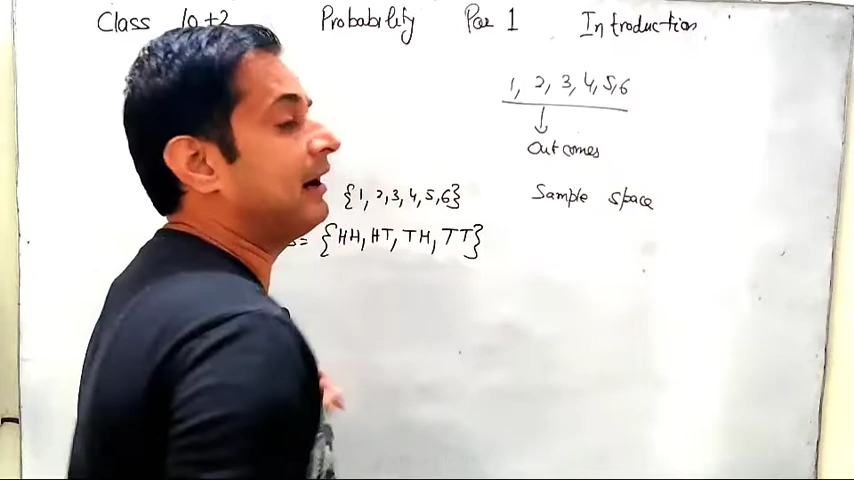 Class 10+2 Probability Par 1 Introduction
1, 2, 3, 4, 5, 6
Outcomes
{1, 2, 3, 4, 5, 6} Sample space
S= {HH, HT, TH, TT}